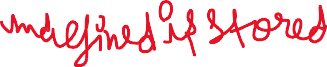 undefined if stored